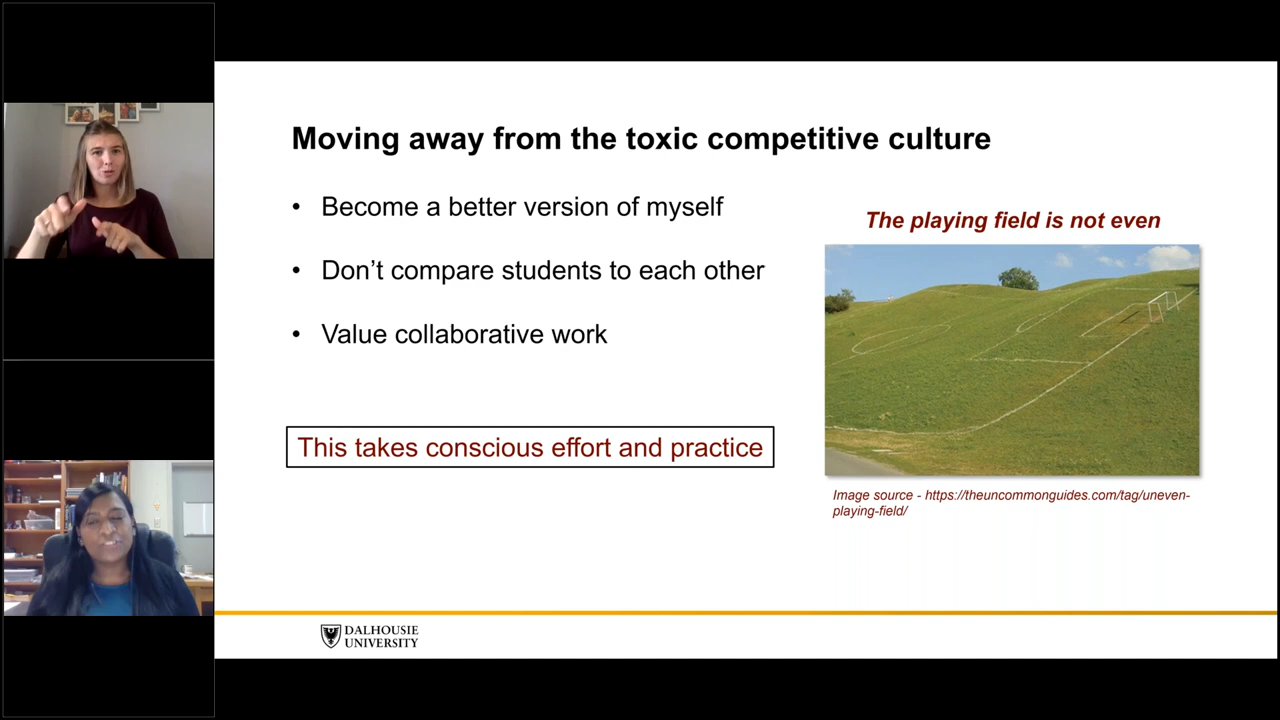 Moving away from the toxic competitive culture
• Become a better version of myself
• Don’t compare students to each other
• Value collaborative work
This takes conscious effort and practice
The playing field is not even
Image source - https://theuncommonguides.com/tag/uneven-
playing-field/
DALHOUSIE
UNIVERSITY